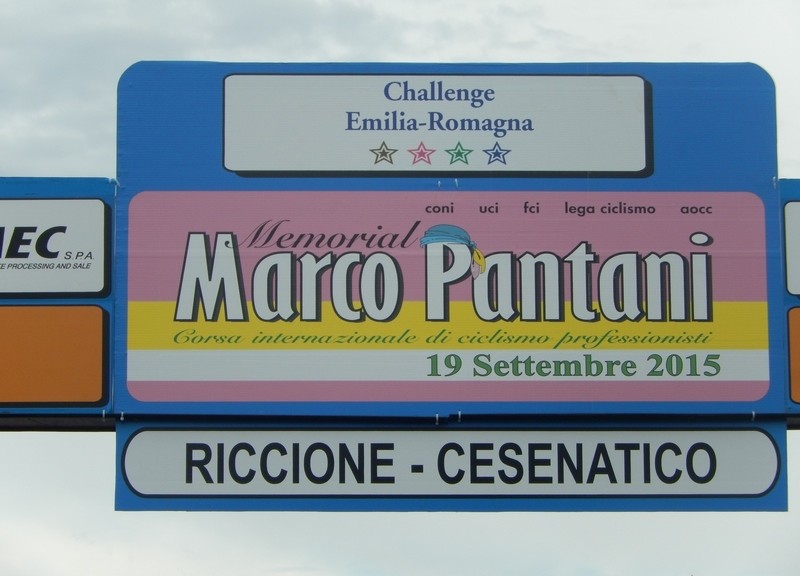 Challenge
Emilia-Romagna
coni uci fci lega ciclismo aocc
Memorial
Marco Pantani
Corsa internazionale di ciclismo professionisti
19 Settembre 2015
RICCIONE - CESENATICO
S.P.A.
PROCESSING AND SALE